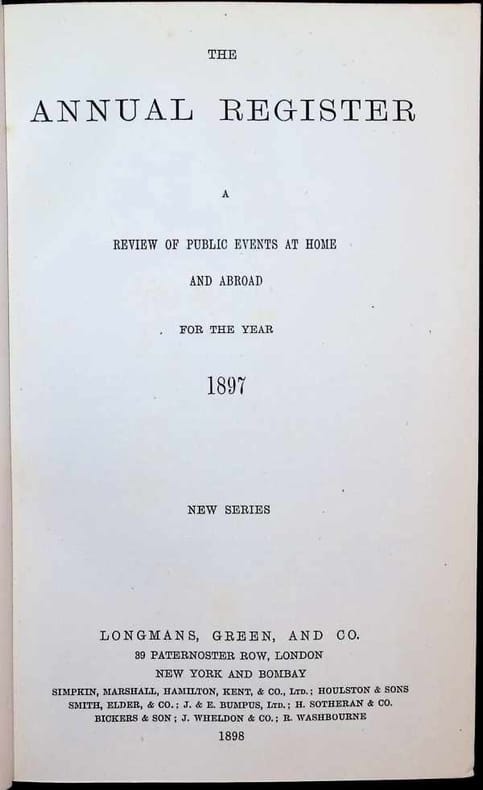 THE
ANNUAL REGISTER
A
REVIEW OF PUBLIC EVENTS AT HOME
AND ABROAD
FOR THE YEAR
1897
NEW SERIES
LONGMANS, GREEN, AND CO.
39 PATERNOSTER ROW, LONDON
NEW YORK AND BOMBAY
SIMPKIN, MARSHALL, HAMILTON, KENT, & CO., LTD.; HOULSTON & SONS
SMITH, ELDER, & CO.; J. & E. BUMPUS, LTD.; H. SOTHERAN & CO.
BICKERS & SON; J. WHELDON & CO.; R. WASHBOURNE
1898